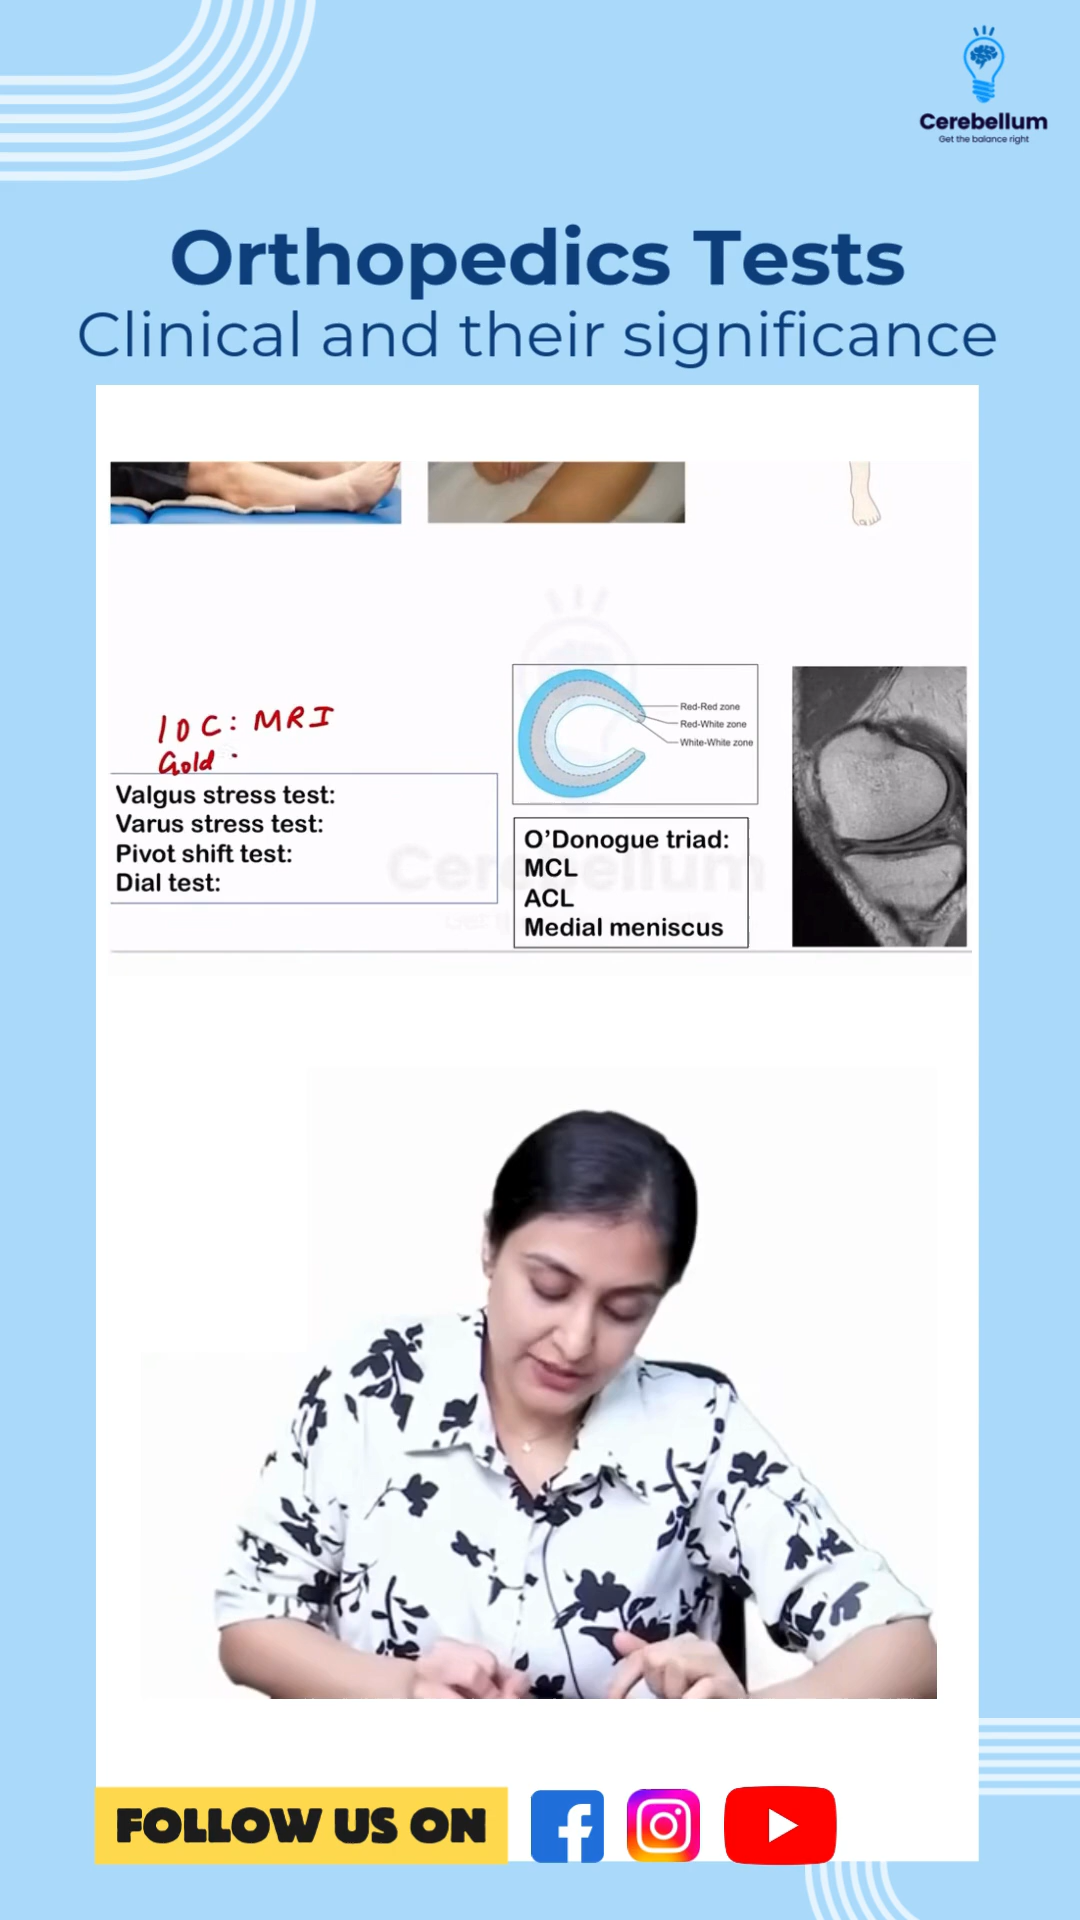 Cerebellum
Get the balance right
Orthopedics Tests
Clinical and their significance
IOC: MRI
Gold
Valgus stress test:
Varus stress test:
Pivot shift test:
Dial test:
Red-Red zone
Red-White zone
White-White zone
O'Donogue triad:
MCL
ACL
Medial meniscus
Cerebellum
FOLLOW US ON